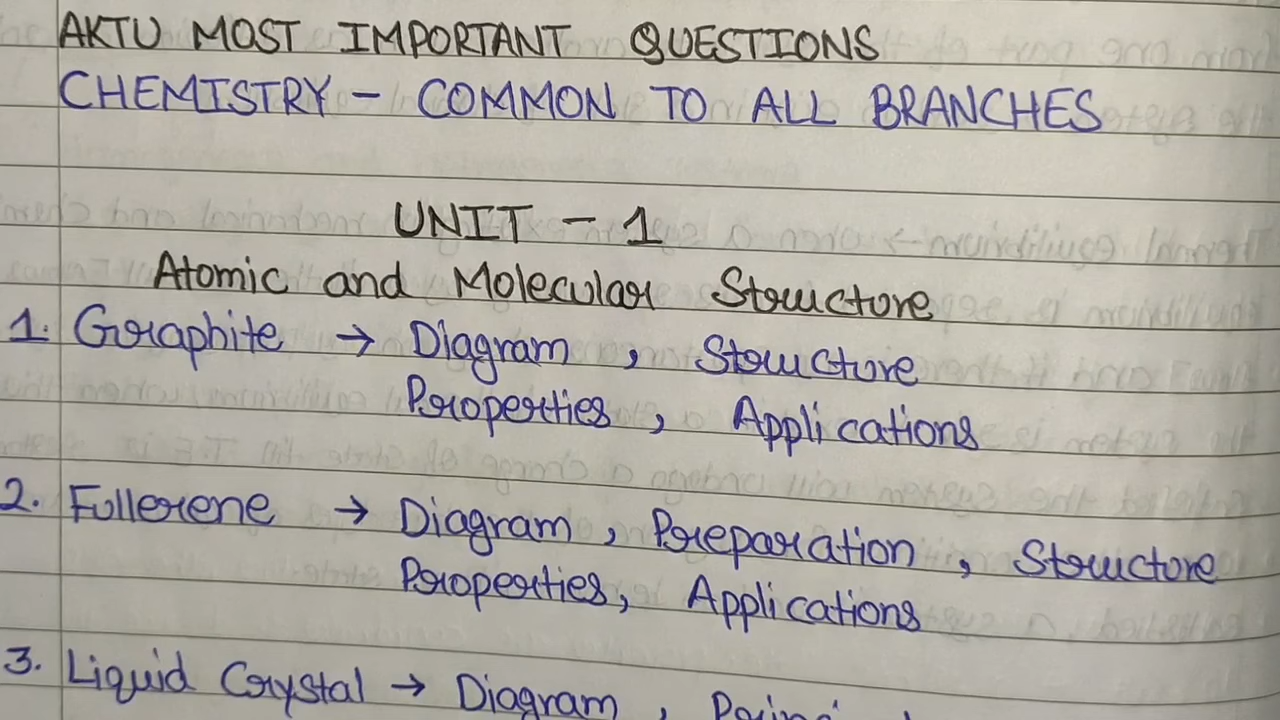 AKTU MOST IMPORTANT QUESTIONS
CHEMISTRY - COMMON TO ALL BRANCHES
UNIT - 1
Atomic and Molecular Structure
1. Graphite → Diagram, Structure
Properties, Applications
2. Fullerene → Diagram, Preparation, Structure
Properties, Applications
3. Liquid Crystal → Diagram,